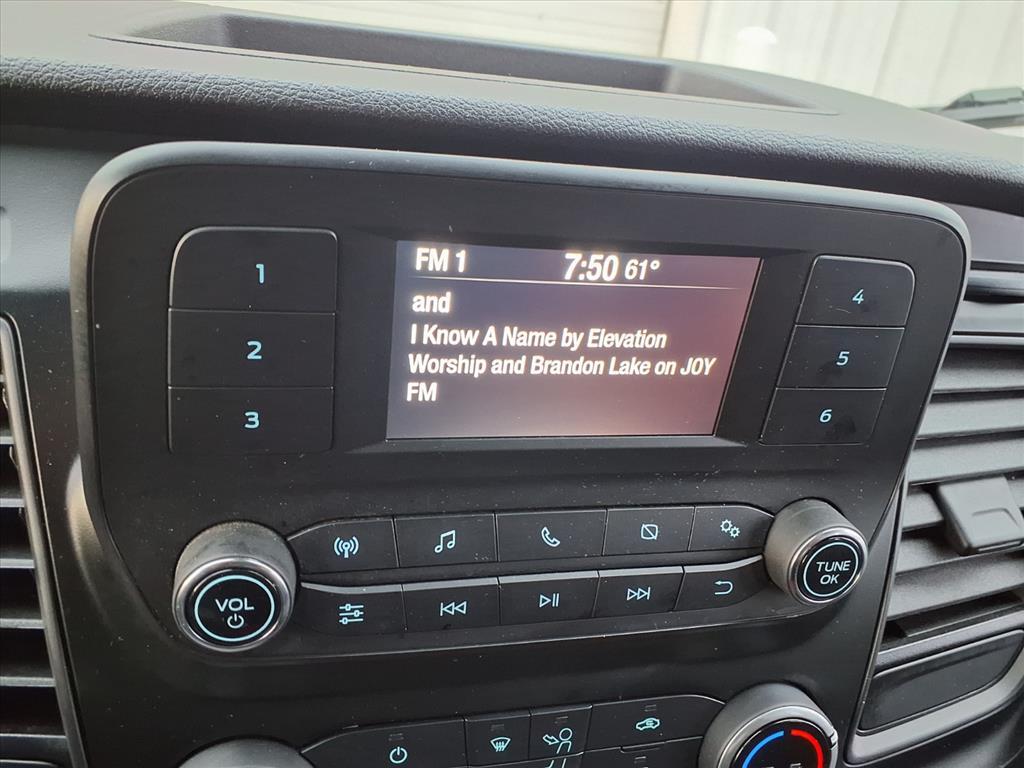 FM 1 7:50 61°
and
I Know A Name by Elevation
Worship and Brandon Lake on JOY
FM
1
2
3
4
5
6
VOL
TUNE
OK